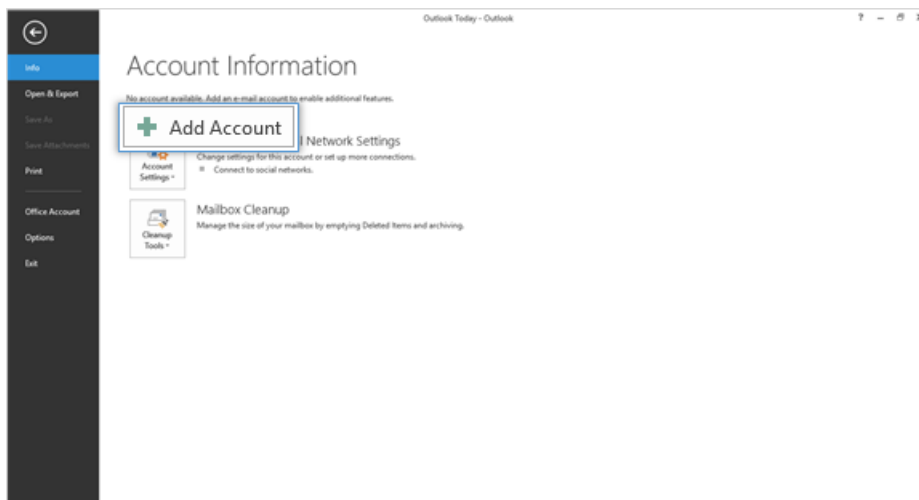 Outlook Today - Outlook
?
Info
Open & Export
Save As
Save Attachments
Print
Office Account
Options
Exit
Account Information
No account available. Add an e-mail account to enable additional features.
Add Account
l Network Settings
Account
Settings
Change settings for this account or set up more connections.
Connect to social networks.
Cleanup
Tools
Mailbox Cleanup
Manage the size of your mailbox by emptying Deleted Items and archiving.